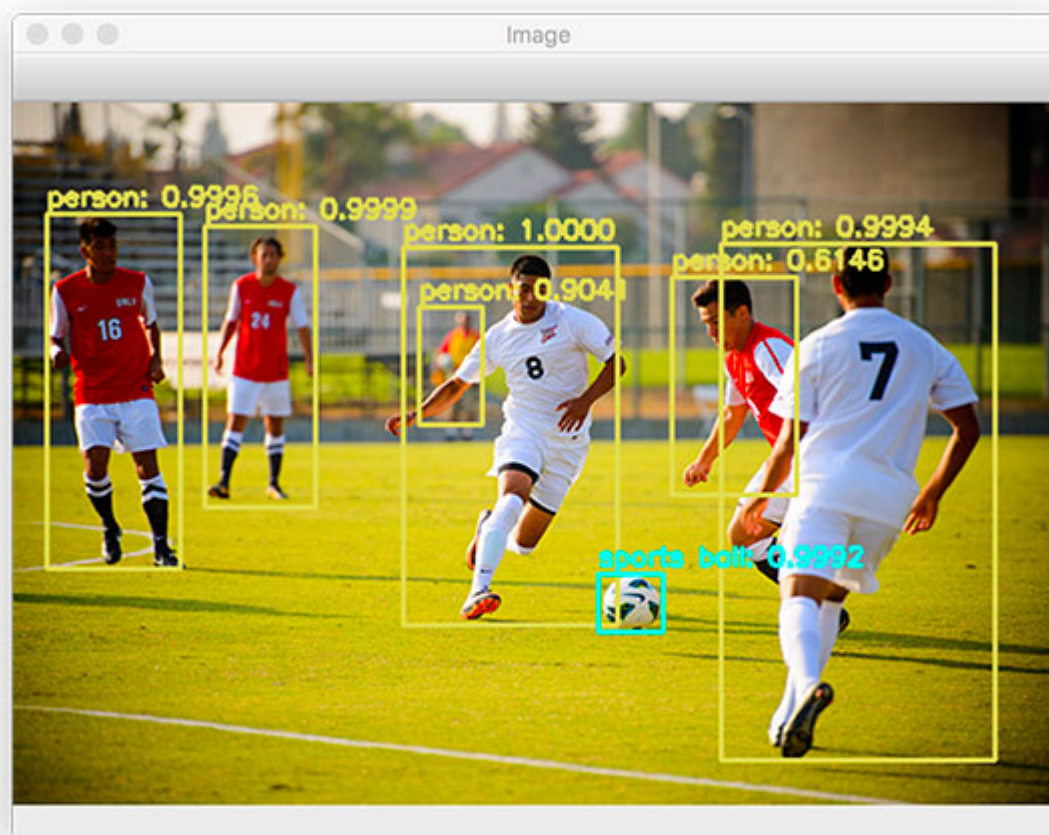 Image
person: 0.9996
person: 0.9999
person: 1.0000
person: 0.9994
person: 0.6146
person: 0.9041
UNLV
16
24
8
7
sports ball: 0.9992